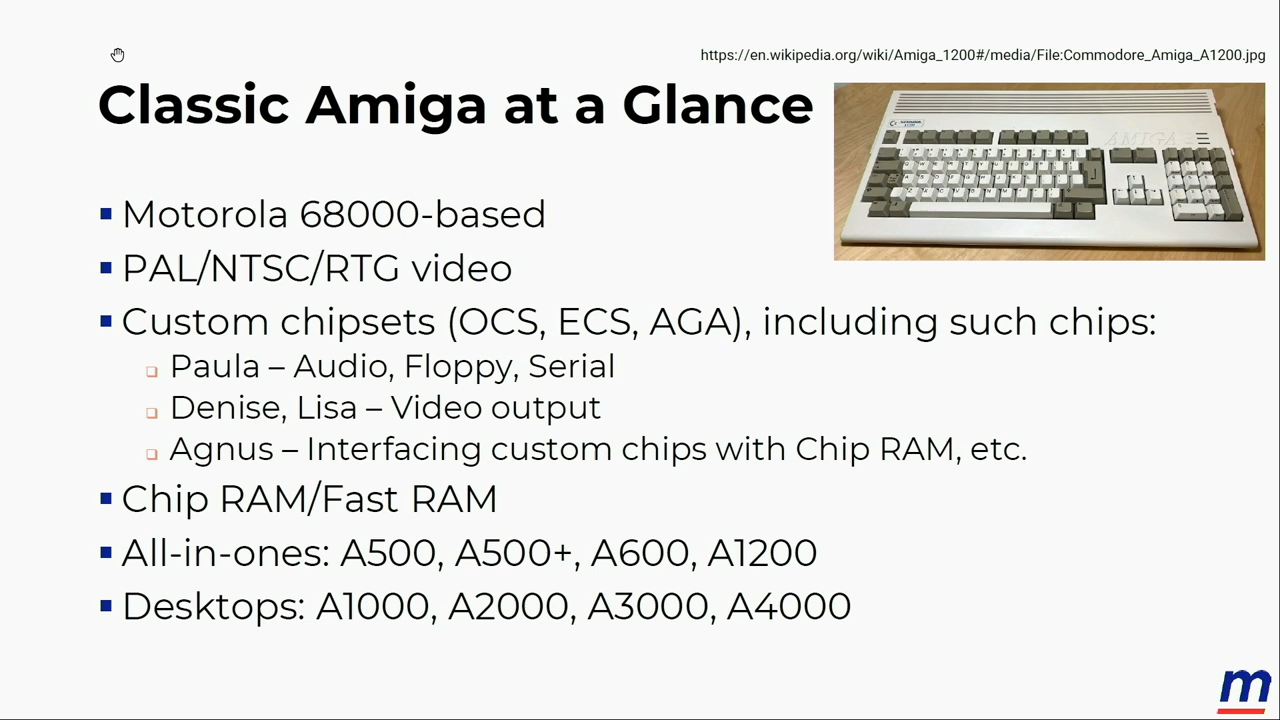 https://en.wikipedia.org/wiki/Amiga_1200#/media/File:Commodore_Amiga_A1200.jpg
Classic Amiga at a Glance
AMIGA
Motorola 68000-based
PAL/NTSC/RTG video
Custom chipsets (OCS, ECS, AGA), including such chips:
Paula – Audio, Floppy, Serial
Denise, Lisa – Video output
Agnus – Interfacing custom chips with Chip RAM, etc.
Chip RAM/Fast RAM
All-in-ones: A500, A500+, A600, A1200
Desktops: A1000, A2000, A3000, A4000
m